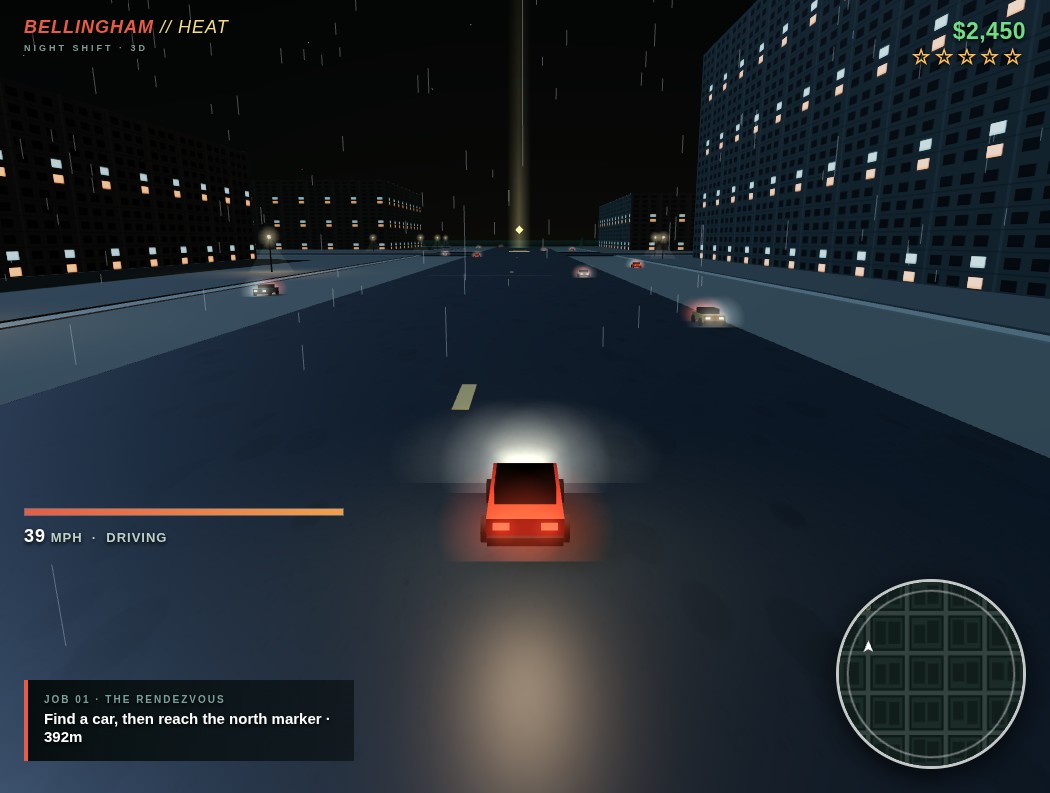 BELLINGHAM // HEAT
NIGHT SHIFT · 3D
$2,450
☆☆☆☆☆
39 MPH · DRIVING
JOB 01 · THE RENDEZVOUS
Find a car, then reach the north marker ·
392m